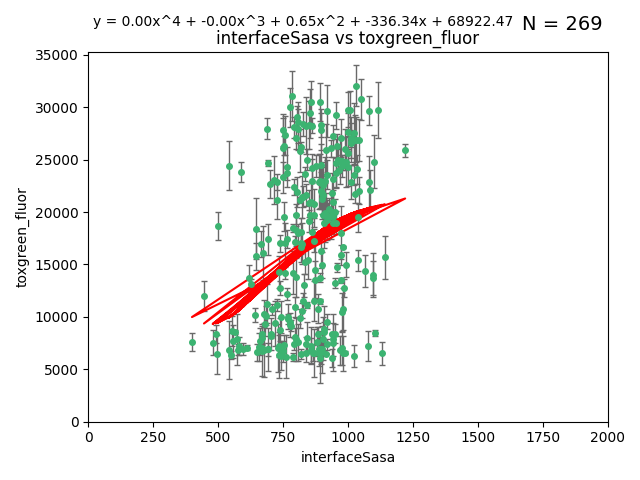 y = 0.00x^4 + -0.00x^3 + 0.65x^2 + -336.34x + 68922.47 N = 269
interfaceSasa vs toxgreen_fluor
35000
30000
25000
20000
15000
10000
5000
0
toxgreen_fluor
0 250 500 750 1000 1250 1500 1750 2000
interfaceSasa